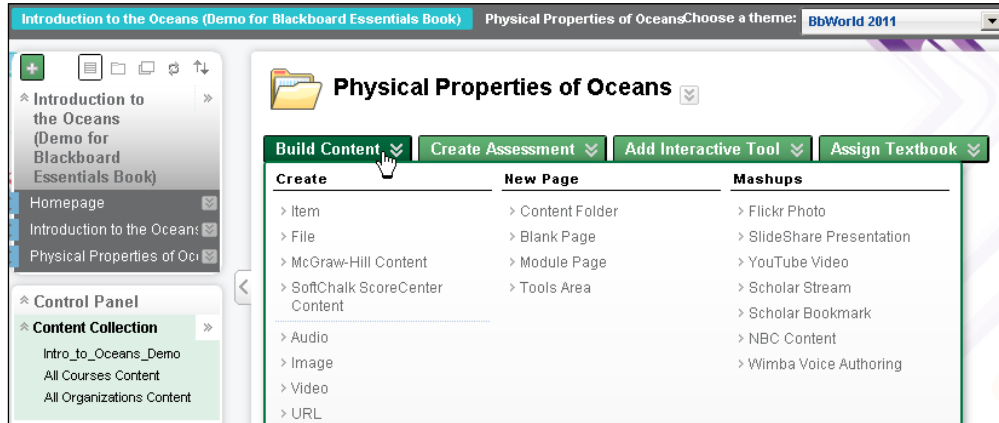 Introduction to the Oceans (Demo for Blackboard Essentials Book) Physical Properties of Oceans Choose a theme: BbWorld 2011
Introduction to
the Oceans
(Demo for
Blackboard
Essentials Book)
Homepage
Introduction to the Oceans
Physical Properties of Oc
Control Panel
Content Collection
Intro_to_Oceans_Demo
All Courses Content
All Organizations Content
Physical Properties of Oceans
Build Content Create Assessment Add Interactive Tool Assign Textbook
Create
> Item
> File
> McGraw-Hill Content
> SoftChalk ScoreCenter
Content
> Audio
> Image
> Video
> URL
New Page
> Content Folder
> Blank Page
> Module Page
> Tools Area
Mashups
> Flickr Photo
> SlideShare Presentation
> YouTube Video
> Scholar Stream
> Scholar Bookmark
> NBC Content
> Wimba Voice Authoring